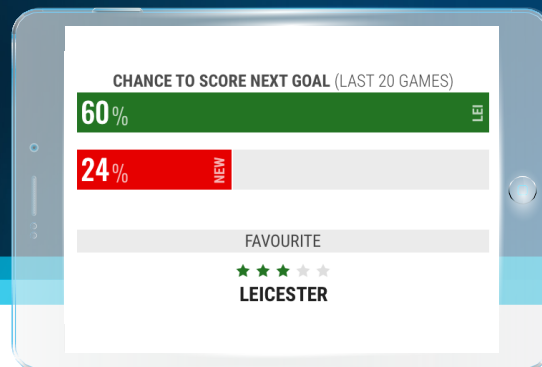 CHANCE TO SCORE NEXT GOAL (LAST 20 GAMES)
60% LEI
24% NEW
FAVOURITE
LEICESTER